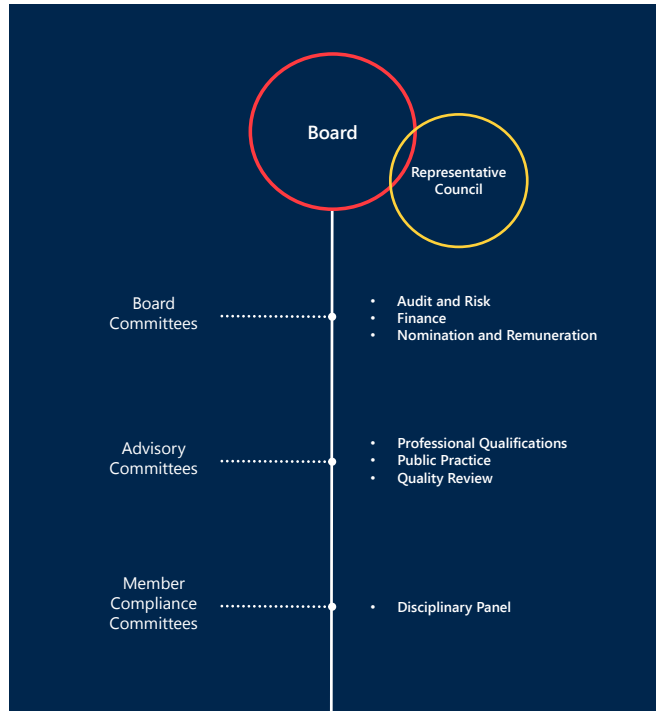 Board
Representative
Council
Board
Committees
• Audit and Risk
• Finance
• Nomination and Remuneration
Advisory
Committees
• Professional Qualifications
• Public Practice
• Quality Review
Member
Compliance
Committees
• Disciplinary Panel